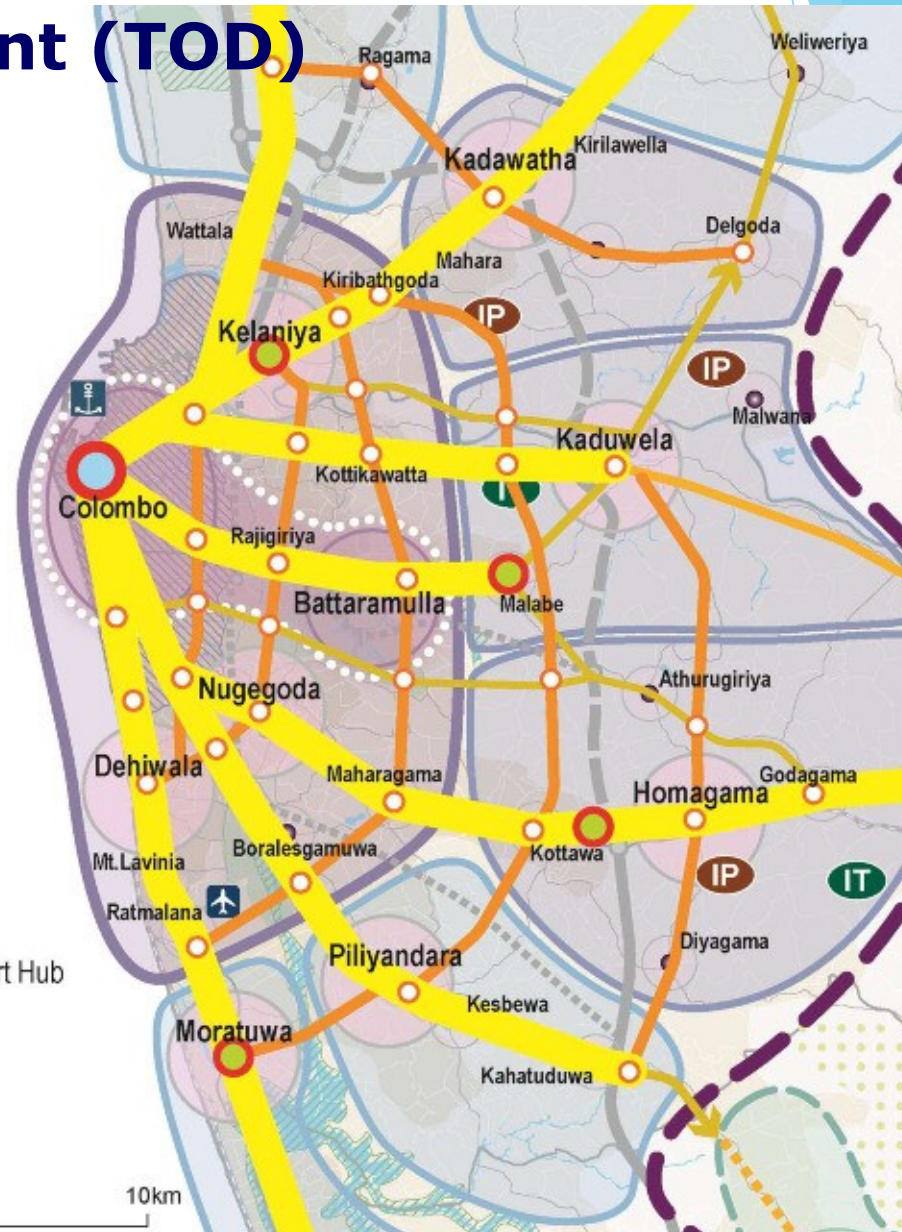 nt (TOD)
Ragama
Weliweriya
Kadawatha
Kirilawella
Wattala
Delgoda
Mahara
Kiribathgoda
IP
Kelaniya
IP
Malwana
Kaduwela
Kottikawatta
Colombo
Rajigiriya
Battaramulla
Malabe
Nugegoda
Athurugiriya
Dehiwala
Maharagama
Godagama
Homagama
Kottawa
Boralesgamuwa
Mt.Lavinia
IP
IT
Ratmalana
Diyagama
Piliyandara
rt Hub
Kesbewa
Moratuwa
Kahatuduwa
10km